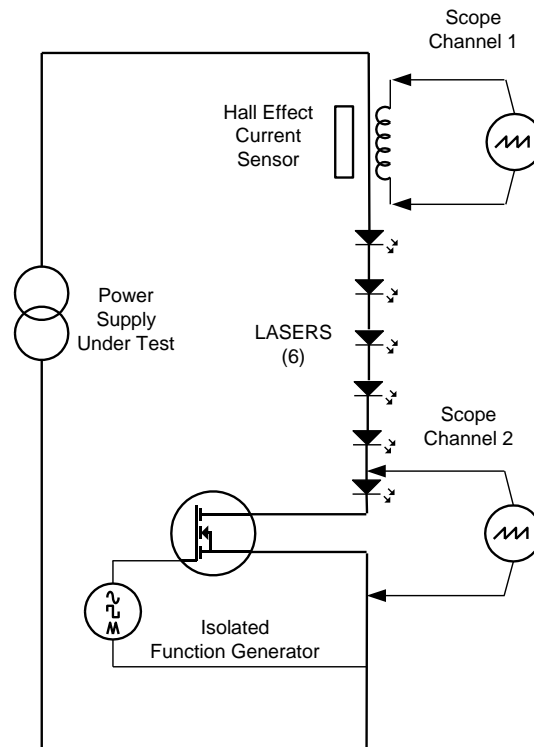 Scope
Channel 1
Hall Effect
Current
Sensor
Power
Supply
Under Test
LASERS
(6)
Scope
Channel 2
Isolated
Function Generator